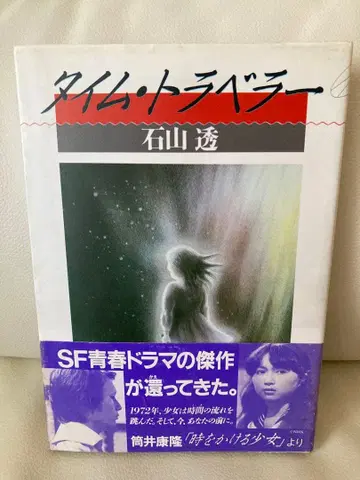 タイム・トラベラー
石山 透
SF青春ドラマの傑作
が還ってきた。
1972年、少女は時間の流れを
跳んだ。そして、今、あなたの前に。
筒井康隆「時をかける少女」より